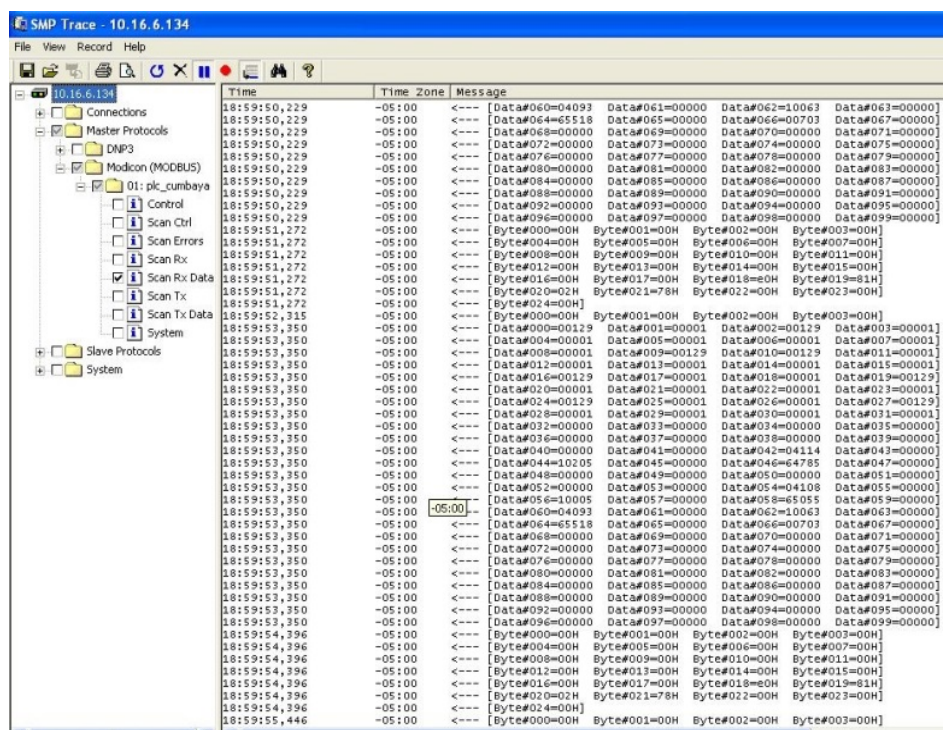 SMP Trace - 10.16.6.134
File View Record Help
10.16.6.134
Connections
Master Protocols
DNP3
Modicon (MODBUS)
01: plc_cumbaya
Control
Scan Ctrl
Scan Errors
Scan Rx
Scan Rx Data
Scan Tx
Scan Tx Data
System
Slave Protocols
System
Time Time Zone Message
18:59:50,229 -05:00 <--- [Data#060=04093 Data#061=00000 Data#062=10063 Data#063=00000]
18:59:50,229 -05:00 <--- [Data#064=65518 Data#065=00000 Data#066=00703 Data#067=00000]
18:59:50,229 -05:00 <--- [Data#068=00000 Data#069=00000 Data#070=00000 Data#071=00000]
18:59:50,229 -05:00 <--- [Data#072=00000 Data#073=00000 Data#074=00000 Data#075=00000]
18:59:50,229 -05:00 <--- [Data#076=00000 Data#077=00000 Data#078=00000 Data#079=00000]
18:59:50,229 -05:00 <--- [Data#080=00000 Data#081=00000 Data#082=00000 Data#083=00000]
18:59:50,229 -05:00 <--- [Data#084=00000 Data#085=00000 Data#086=00000 Data#087=00000]
18:59:50,229 -05:00 <--- [Data#088=00000 Data#089=00000 Data#090=00000 Data#091=00000]
18:59:50,229 -05:00 <--- [Data#092=00000 Data#093=00000 Data#094=00000 Data#095=00000]
18:59:50,229 -05:00 <--- [Data#096=00000 Data#097=00000 Data#098=00000 Data#099=00000]
18:59:51,272 -05:00 <--- [Byte#000=00H Byte#001=00H Byte#002=00H Byte#003=00H]
18:59:51,272 -05:00 <--- [Byte#004=00H Byte#005=00H Byte#006=00H Byte#007=00H]
18:59:51,272 -05:00 <--- [Byte#008=00H Byte#009=00H Byte#010=00H Byte#011=00H]
18:59:51,272 -05:00 <--- [Byte#012=00H Byte#013=00H Byte#014=00H Byte#015=00H]
18:59:51,272 -05:00 <--- [Byte#016=00H Byte#017=00H Byte#018=e0H Byte#019=81H]
18:59:51,272 -05:00 <--- [Byte#020=02H Byte#021=78H Byte#022=00H Byte#023=00H]
18:59:51,272 -05:00 <--- [Byte#024=00H]
18:59:52,315 -05:00 <--- [Byte#000=00H Byte#001=00H Byte#002=00H Byte#003=00H]
18:59:53,350 -05:00 <--- [Data#000=00129 Data#001=00001 Data#002=00129 Data#003=00001]
18:59:53,350 -05:00 <--- [Data#004=00001 Data#005=00001 Data#006=00001 Data#007=00001]
18:59:53,350 -05:00 <--- [Data#008=00001 Data#009=00129 Data#010=00129 Data#011=00001]
18:59:53,350 -05:00 <--- [Data#012=00001 Data#013=00001 Data#014=00001 Data#015=00001]
18:59:53,350 -05:00 <--- [Data#016=00129 Data#017=00001 Data#018=00001 Data#019=00129]
18:59:53,350 -05:00 <--- [Data#020=00001 Data#021=00001 Data#022=00001 Data#023=00001]
18:59:53,350 -05:00 <--- [Data#024=00129 Data#025=00001 Data#026=00001 Data#027=00129]
18:59:53,350 -05:00 <--- [Data#028=00001 Data#029=00001 Data#030=00001 Data#031=00001]
18:59:53,350 -05:00 <--- [Data#032=00000 Data#033=00000 Data#034=00000 Data#035=00000]
18:59:53,350 -05:00 <--- [Data#036=00000 Data#037=00000 Data#038=00000 Data#039=00000]
18:59:53,350 -05:00 <--- [Data#040=00000 Data#041=00000 Data#042=04114 Data#043=00000]
18:59:53,350 -05:00 <--- [Data#044=10205 Data#045=00000 Data#046=64785 Data#047=00001]
18:59:53,350 -05:00 <--- [Data#048=10000 Data#049=00000 Data#050=00000 Data#051=00000]
18:59:53,350 -05:00 <--- [Data#052=00000 Data#053=00000 Data#054=04108 Data#055=00000]
18:59:53,350 <--- [Data#056=10005 Data#057=00000 Data#058=65055 Data#059=00000]
18:59:53,350 -05:00 -- [Data#060=04093 Data#061=00000 Data#062=10063 Data#063=00000]
18:59:53,350 -05:00 <--- [Data#064=65518 Data#065=00000 Data#066=00703 Data#067=00000]
18:59:53,350 -05:00 <--- [Data#068=00000 Data#069=00000 Data#070=00000 Data#071=00000]
18:59:53,350 -05:00 <--- [Data#072=00000 Data#073=00000 Data#074=00000 Data#075=00000]
18:59:53,350 -05:00 <--- [Data#076=00000 Data#077=00000 Data#078=00000 Data#079=00000]
18:59:53,350 -05:00 <--- [Data#080=00000 Data#081=00000 Data#082=00000 Data#083=00000]
18:59:53,350 -05:00 <--- [Data#084=00000 Data#085=00000 Data#086=00000 Data#087=00000]
18:59:53,350 -05:00 <--- [Data#088=00000 Data#089=00000 Data#090=00000 Data#091=00000]
18:59:53,350 -05:00 <--- [Data#092=00000 Data#093=00000 Data#094=00000 Data#095=00000]
18:59:53,350 -05:00 <--- [Data#096=00000 Data#097=00000 Data#098=00000 Data#099=00000]
18:59:54,396 -05:00 <--- [Byte#000=00H Byte#001=00H Byte#002=00H Byte#003=00H]
18:59:54,396 -05:00 <--- [Byte#004=00H Byte#005=00H Byte#006=00H Byte#007=00H]
18:59:54,396 -05:00 <--- [Byte#008=00H Byte#009=00H Byte#010=00H Byte#011=00H]
18:59:54,396 -05:00 <--- [Byte#012=00H Byte#013=00H Byte#014=00H Byte#015=00H]
18:59:54,396 -05:00 <--- [Byte#016=00H Byte#017=00H Byte#018=e0H Byte#019=81H]
18:59:54,396 -05:00 <--- [Byte#020=02H Byte#021=78H Byte#022=00H Byte#023=00H]
18:59:54,396 -05:00 <--- [Byte#024=00H]
18:59:55,446 -05:00 <--- [Byte#000=00H Byte#001=00H Byte#002=00H Byte#003=00H]